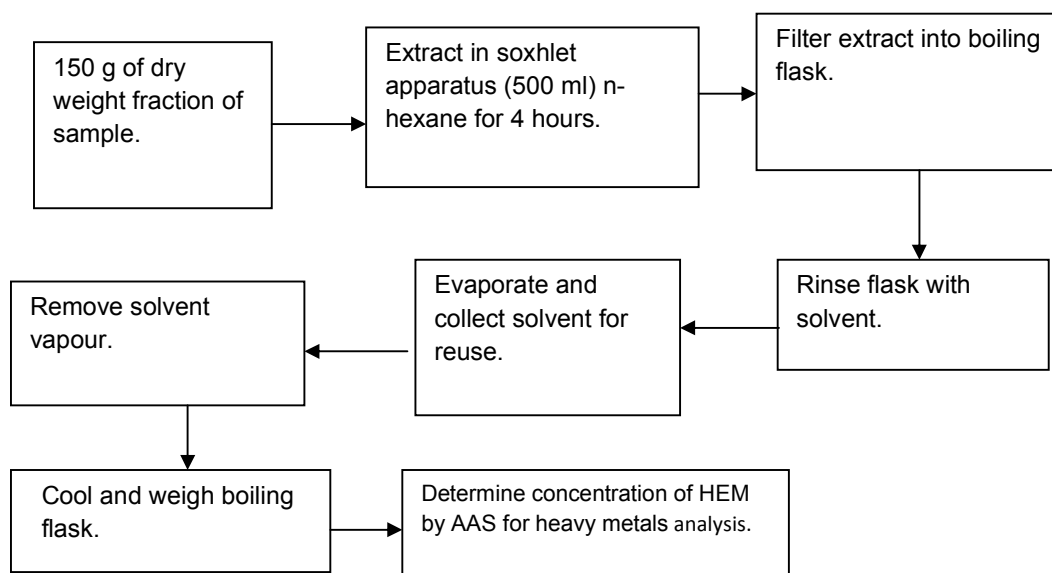 150 g of dry
weight fraction of
sample.
Extract in soxhlet
apparatus (500 ml) n-
hexane for 4 hours.
Filter extract into boiling
flask.
Rinse flask with
solvent.
Evaporate and
collect solvent for
reuse.
Remove solvent
vapour.
Cool and weigh boiling
flask.
Determine concentration of HEM
by AAS for heavy metals analysis.